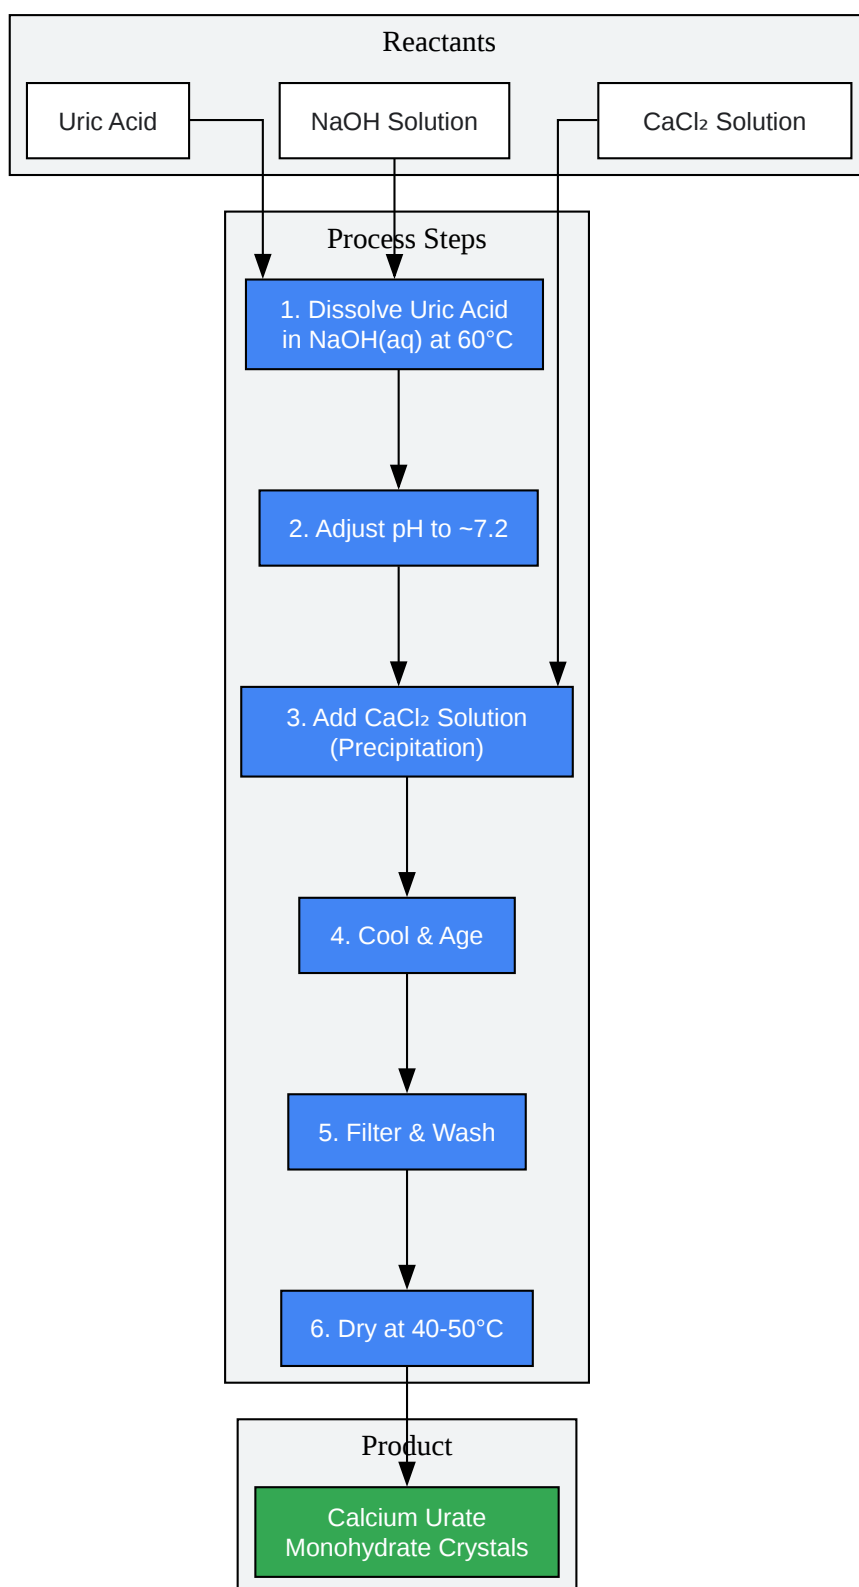 Reactants
Uric Acid
NaOH Solution
CaCl₂ Solution
Process Steps
1. Dissolve Uric Acid
in NaOH(aq) at 60°C
2. Adjust pH to ~7.2
3. Add CaCl₂ Solution
(Precipitation)
4. Cool & Age
5. Filter & Wash
6. Dry at 40-50°C
Product
Calcium Urate
Monohydrate Crystals